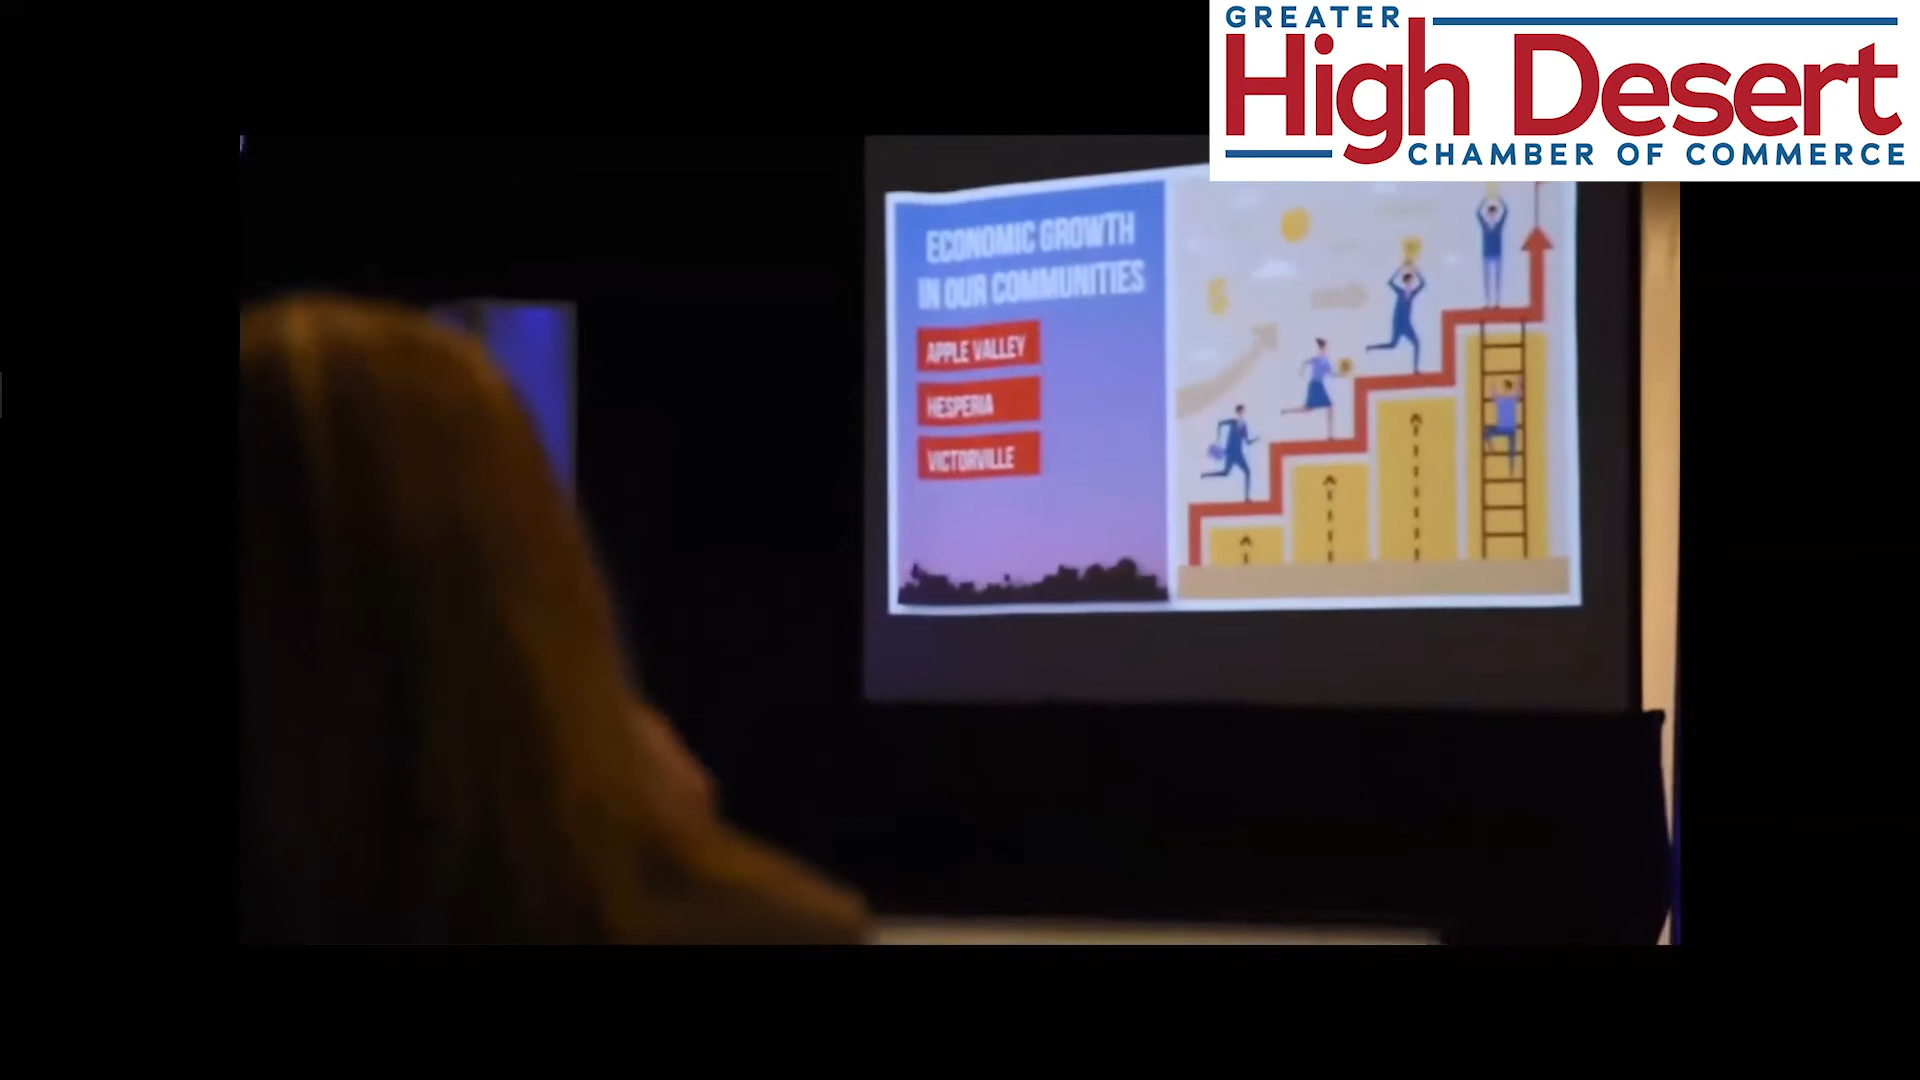 GREATER
High Desert
CHAMBER OF COMMERCE
ECONOMIC GROWTH
IN OUR COMMUNITIES
APPLE VALLEY
HESPERIA
VICTORVILLE
$